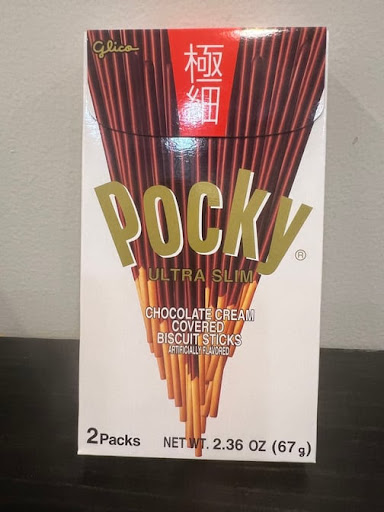 glico
極
細
Pocky®
ULTRA SLIM
CHOCOLATE CREAM
COVERED
BISCUIT STICKS
ARTIFICIALLY FLAVORED
2 Packs NET WT. 2.36 OZ (67g)